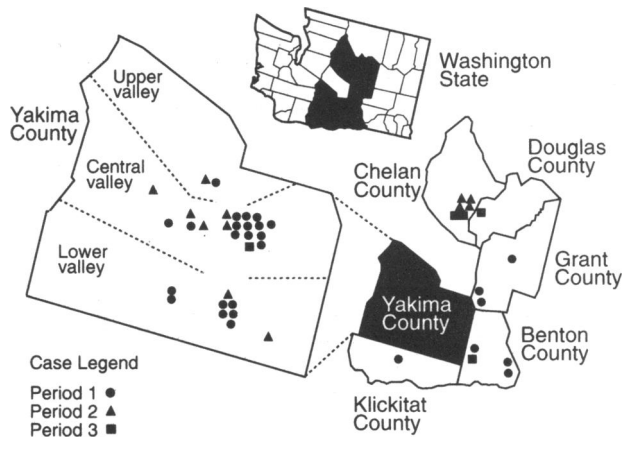 Washington
State
Upper
valley
Yakima
County
Central
valley
Lower
valley
Chelan
County
Douglas
County
Grant
County
Yakima
County
Benton
County
Klickitat
County
Case Legend
Period 1
Period 2
Period 3